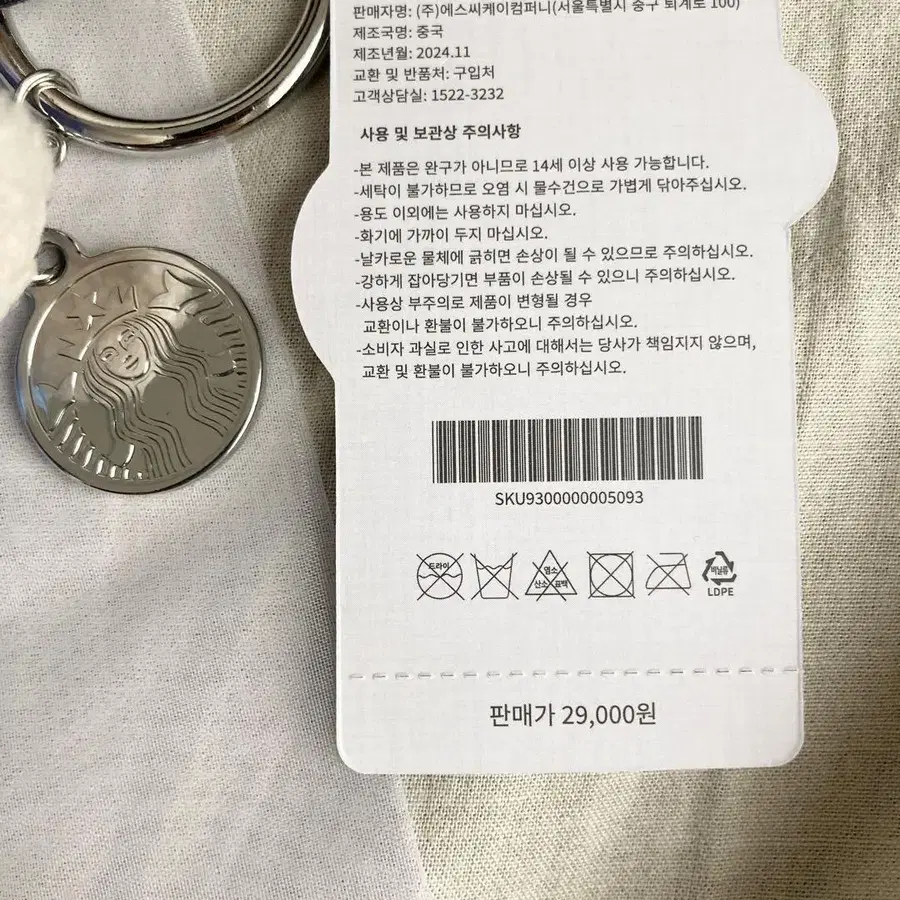 판매자명: (주)에스씨케이컴퍼니(서울특별시 중구 퇴계로 100)
제조국명: 중국
제조년월: 2024.11
교환 및 반품처: 구입처
고객상담실: 1522-3232
사용 및 보관상 주의사항
-본 제품은 완구가 아니므로 14세 이상 사용 가능합니다.
-세탁이 불가하므로 오염 시 물수건으로 가볍게 닦아주십시오.
-용도 이외에는 사용하지 마십시오.
-화기에 가까이 두지 마십시오.
-날카로운 물체에 긁히면 손상이 될 수 있으므로 주의하십시오.
-강하게 잡아당기면 부품이 손상될 수 있으니 주의하십시오.
-사용상 부주의로 제품이 변형될 경우
교환이나 환불이 불가하오니 주의하십시오.
-소비자 과실로 인한 사고에 대해서는 당사가 책임지지 않으며,
교환 및 환불이 불가하오니 주의하십시오.
SKU9300000005093
드라이
염소
산소 표백
비닐류
LDPE
판매가 29,000원